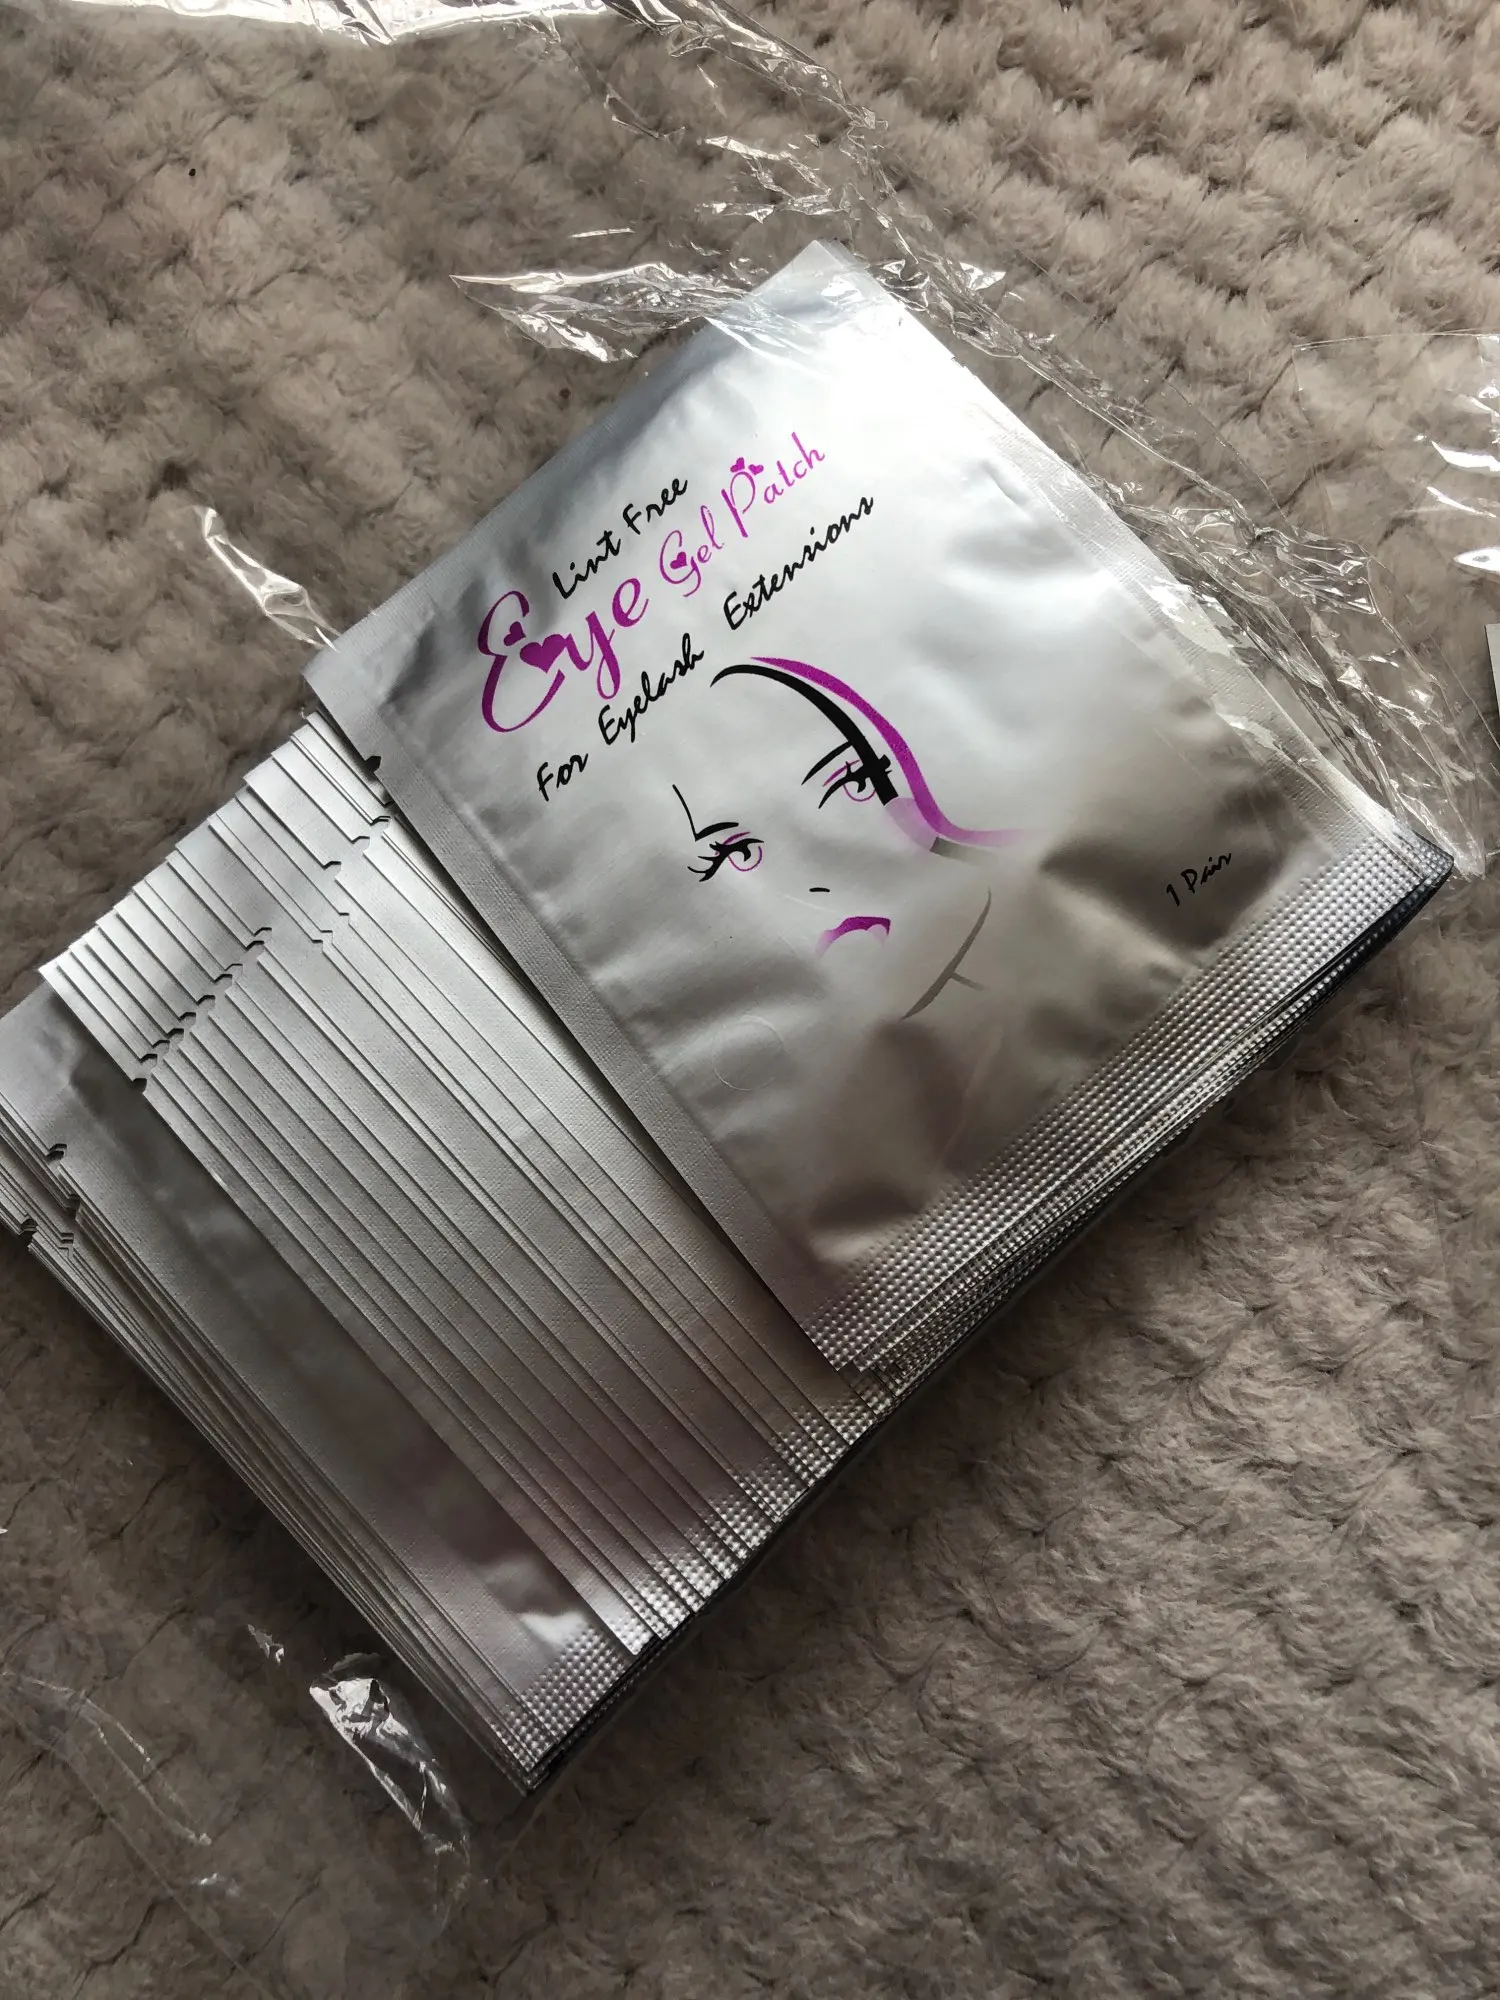 Lint Free
Eye Gel Patch
For Eyelash Extensions
1 Pair